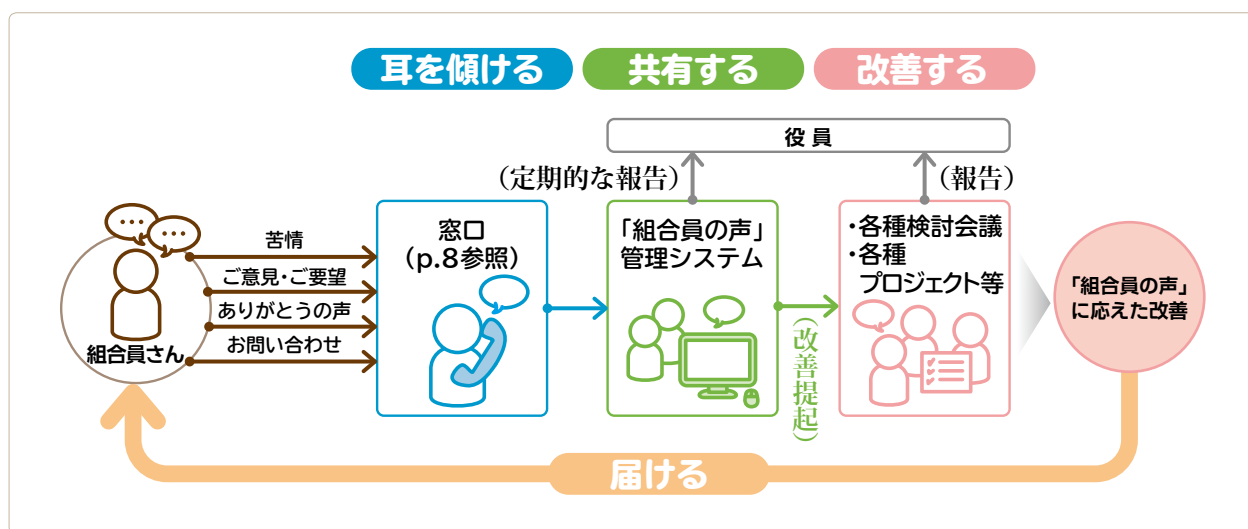 耳を傾ける
共有する
改善する
役員
（定期的な報告）
（報告）
苦情
ご意見・ご要望
ありがとうの声
お問い合わせ
組合員さん
窓口
（p.8参照）
「組合員の声」
管理システム
（改善提起）
・各種検討会議
・各種
プロジェクト等
「組合員の声」
に応えた改善
届ける